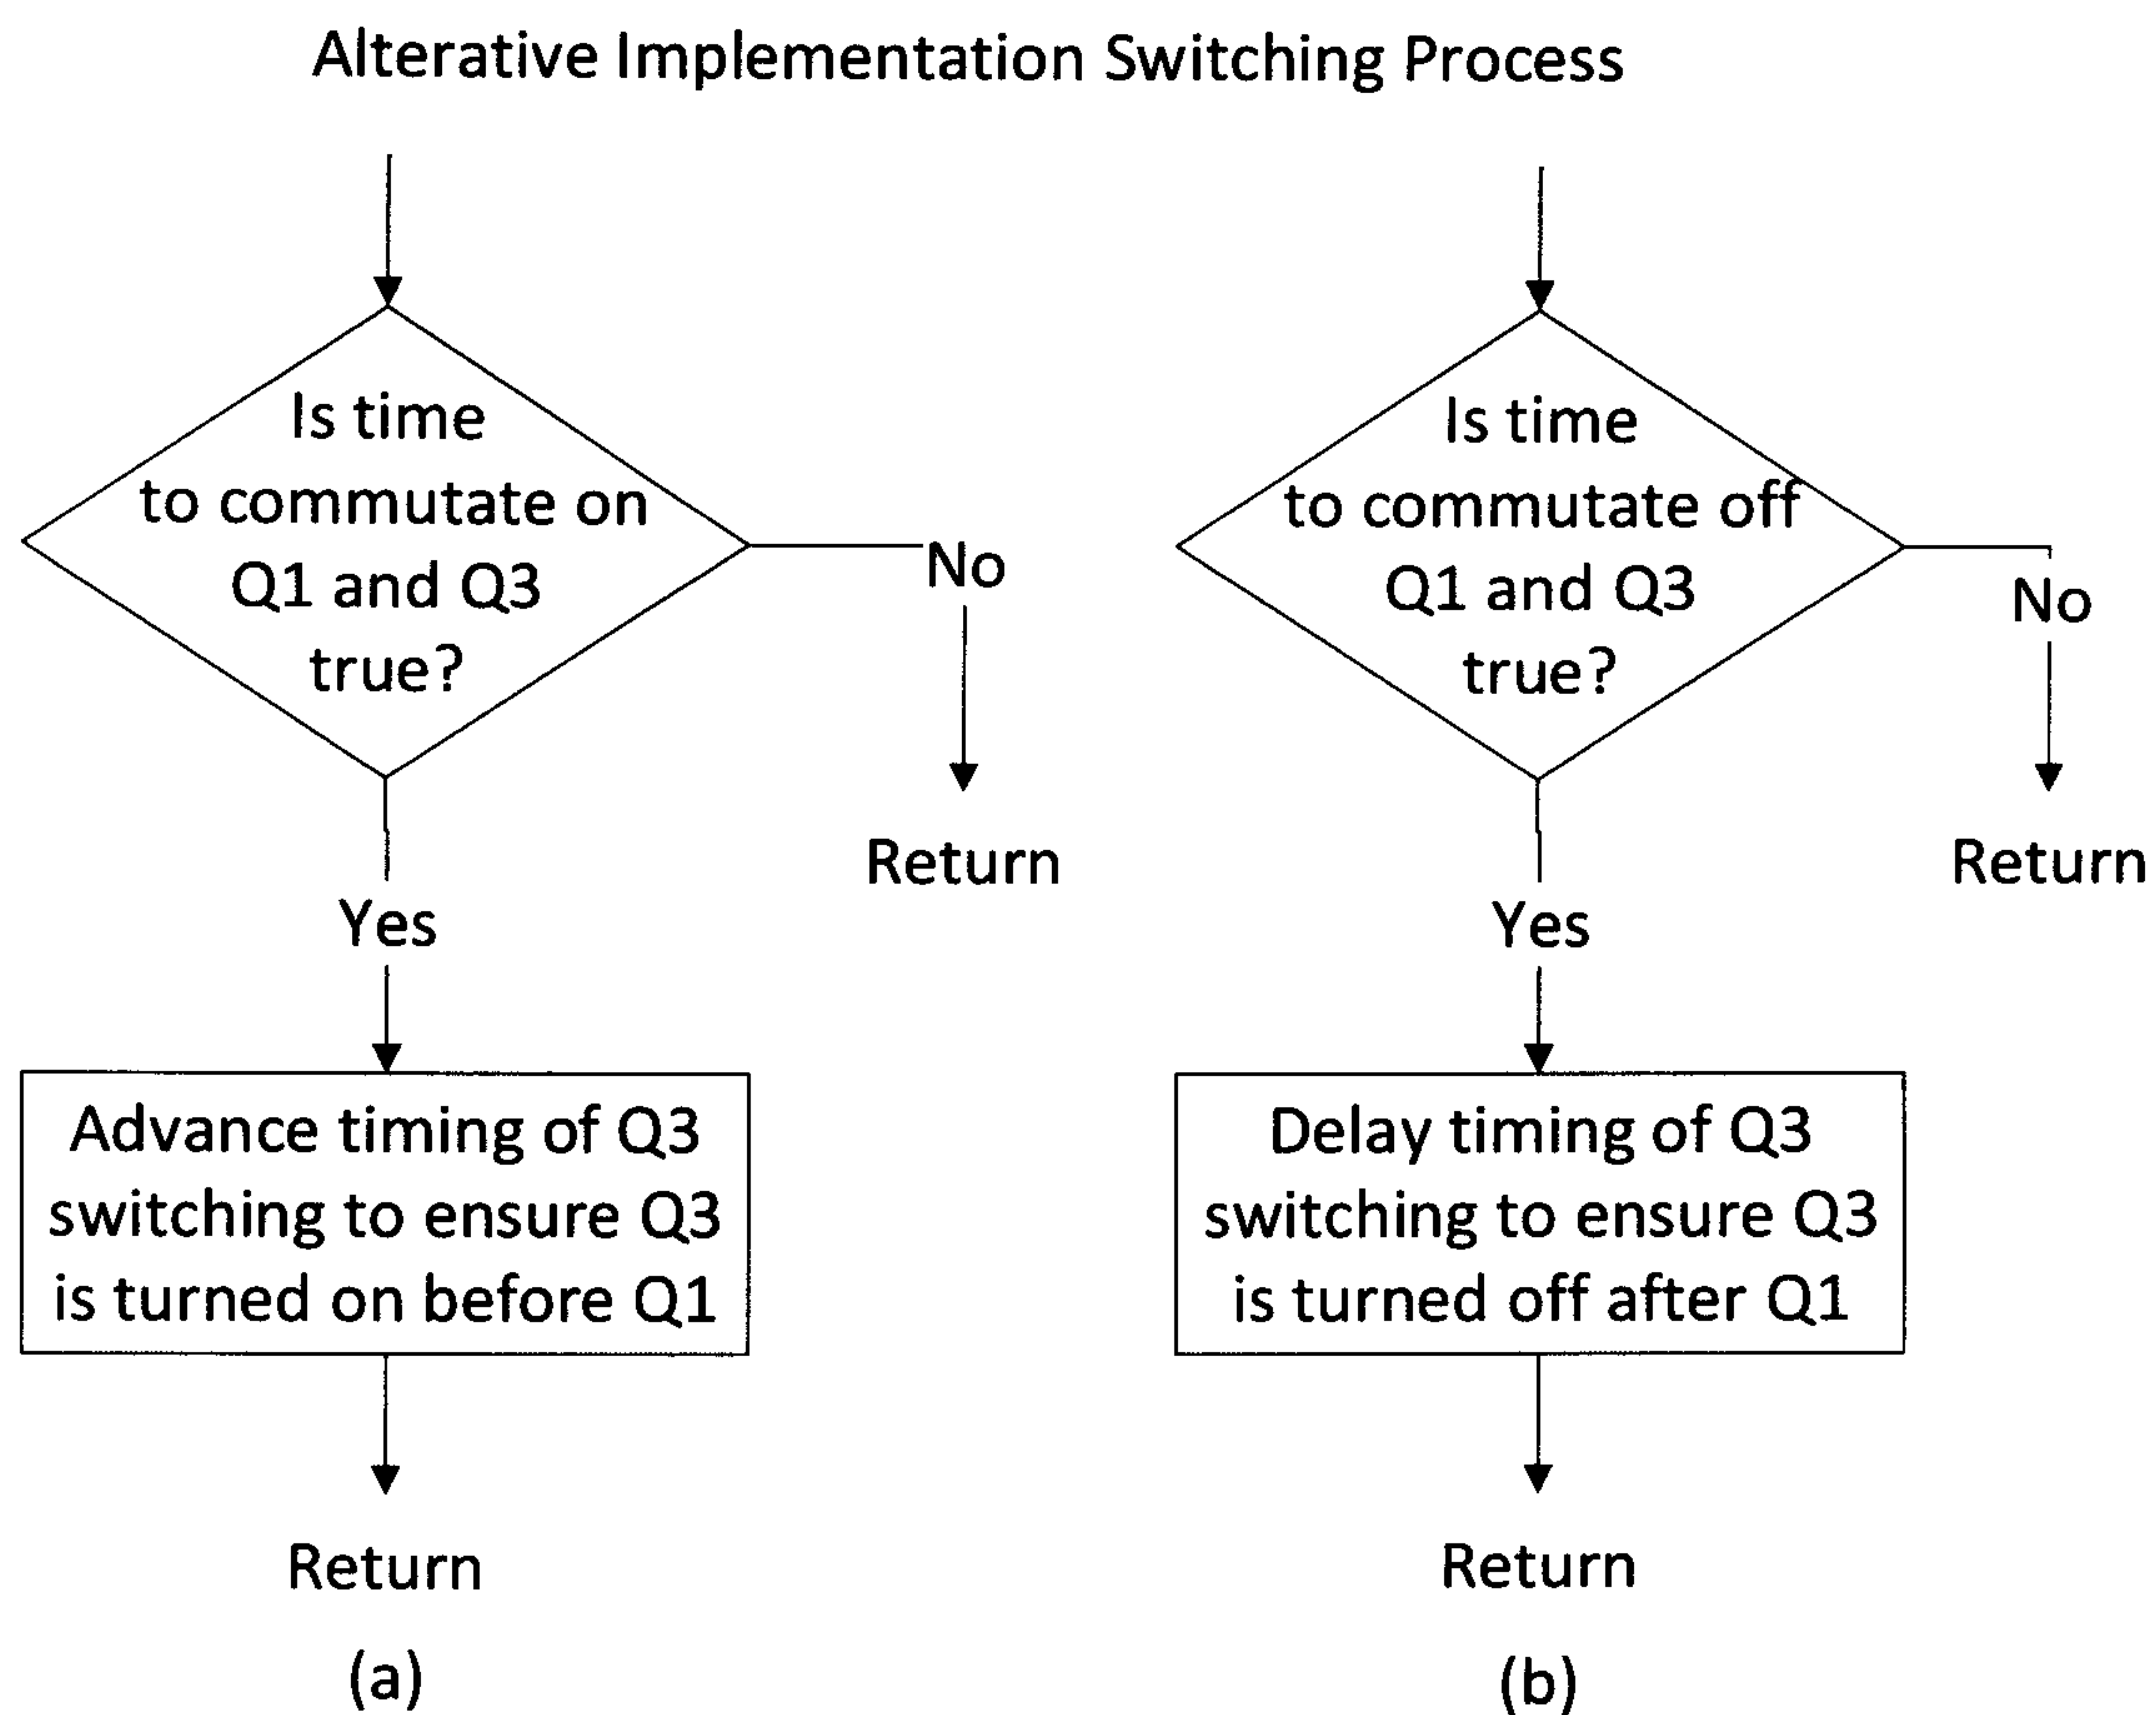 Alterative Implementation Switching Process
Is time
to commutate on
Q1 and Q3
true?
No
Return
Yes
Advance timing of Q3
switching to ensure Q3
is turned on before Q1
Return
(a)
Is time
to commutate off
Q1 and Q3
true?
No
Return
Yes
Delay timing of Q3
switching to ensure Q3
is turned off after Q1
Return
(b)